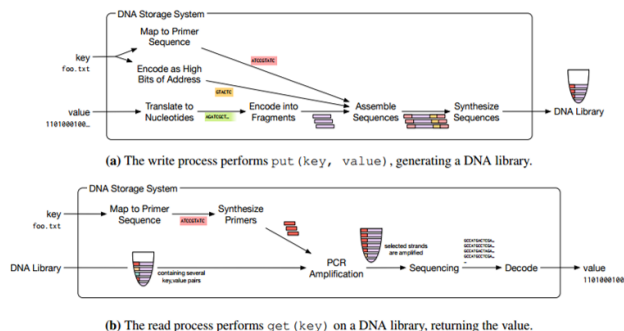 DNA Storage System
Map to Primer
Sequence
ATCCGTATC
key
foo.txt
Encode as High
Bits of Address
GTACTC
value
1101000100…
Translate to
Nucleotides
AGATCGCT…
Encode into
Fragments
Assemble
Sequences
Synthesize
Sequences
DNA Library
(a) The write process performs put(key, value), generating a DNA library.
DNA Storage System
key
foo.txt
Map to Primer
Sequence
ATCCGTATC
Synthesize
Primers
DNA Library
containing several
key,value pairs
PCR
Amplification
selected strands
are amplified
Sequencing
Decode
value
1101000100
(b) The read process performs get(key) on a DNA library, returning the value.